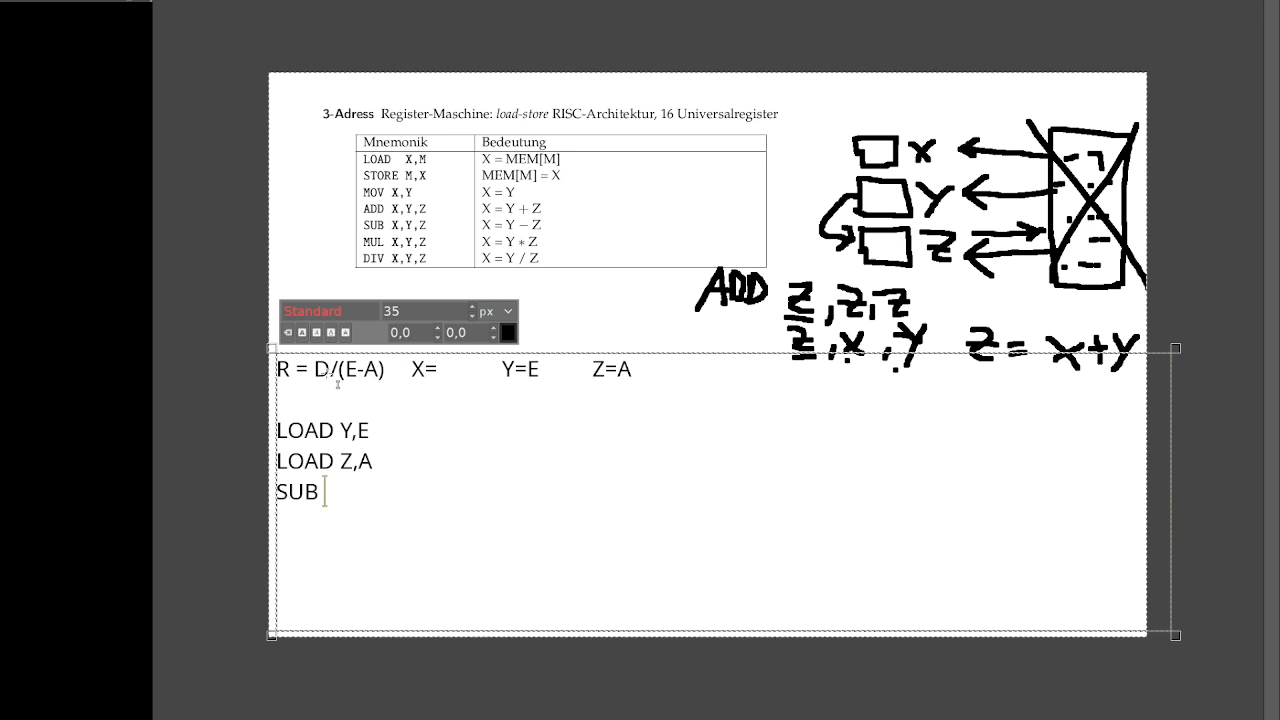 3-Adress Register-Maschine: load-store RISC-Architektur, 16 Universalregister
Mnemonik Bedeutung
LOAD X,M X = MEM[M]
STORE M,X MEM[M] = X
MOV X,Y X = Y
ADD X,Y,Z X = Y + Z
SUB X,Y,Z X = Y − Z
MUL X,Y,Z X = Y ∗ Z
DIV X,Y,Z X = Y / Z
X
Y
Z
ADD Z,Z,Z
Z,X,Y Z = X+Y
Standard 35 px
0,0 0,0
R = D/(E-A) X= Y=E Z=A
LOAD Y,E
LOAD Z,A
SUB